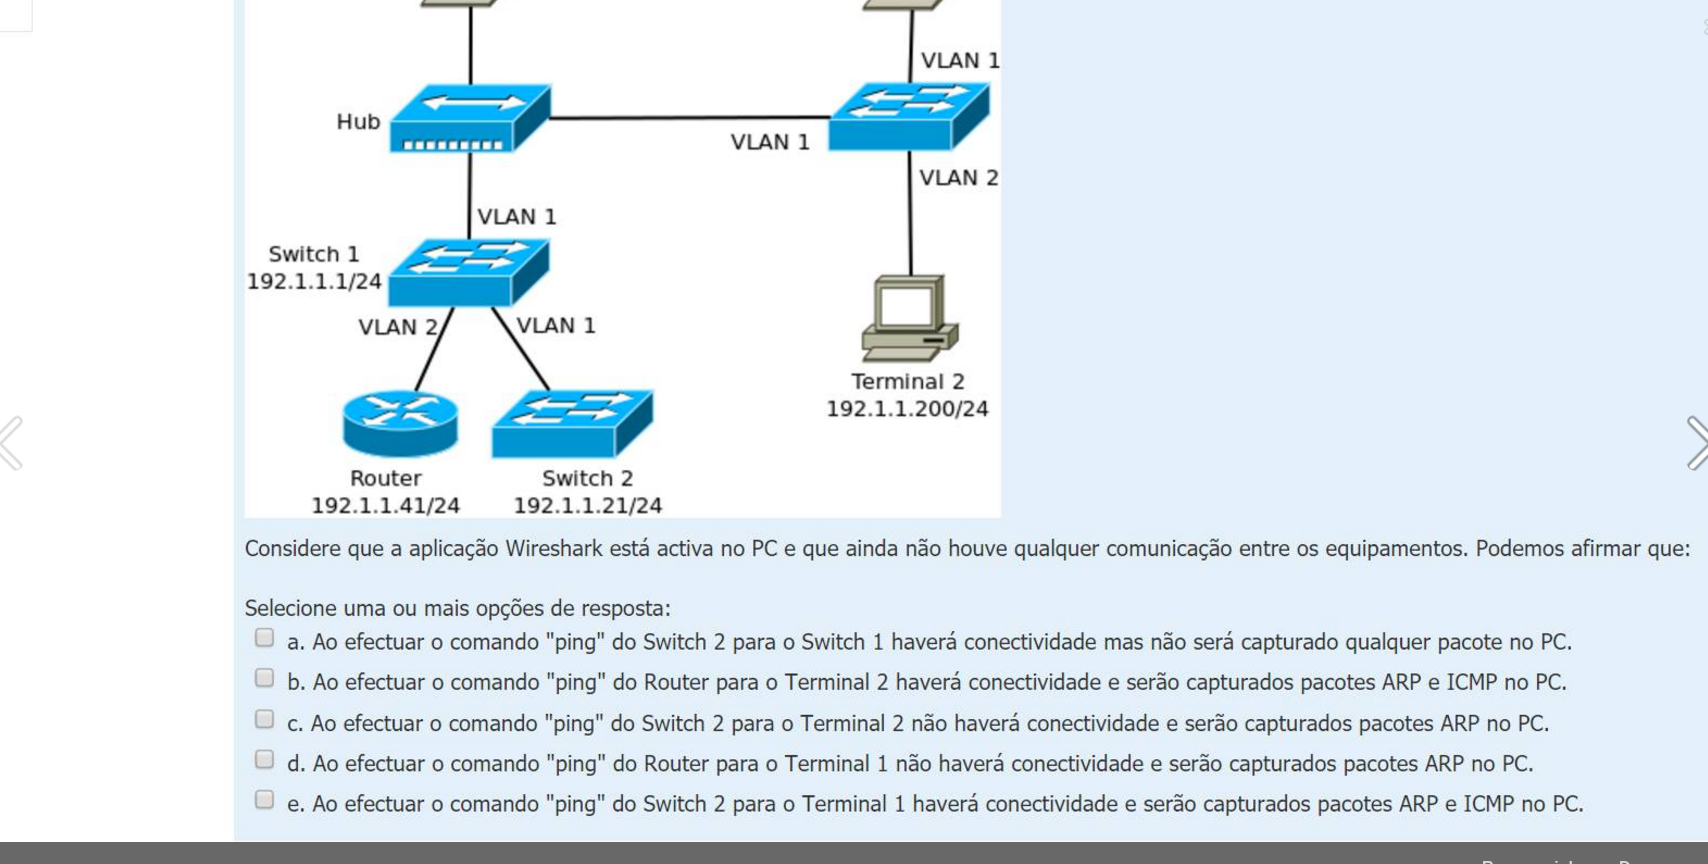 VLAN 1
Hub
VLAN 1
VLAN 2
VLAN 1
Switch 1
192.1.1.1/24
VLAN 2
VLAN 1
Terminal 2
192.1.1.200/24
Router
192.1.1.41/24
Switch 2
192.1.1.21/24
Considere que a aplicação Wireshark está activa no PC e que ainda não houve qualquer comunicação entre os equipamentos. Podemos afirmar que:
Selecione uma ou mais opções de resposta:
a. Ao efectuar o comando "ping" do Switch 2 para o Switch 1 haverá conectividade mas não será capturado qualquer pacote no PC.
b. Ao efectuar o comando "ping" do Router para o Terminal 2 haverá conectividade e serão capturados pacotes ARP e ICMP no PC.
c. Ao efectuar o comando "ping" do Switch 2 para o Terminal 2 não haverá conectividade e serão capturados pacotes ARP no PC.
d. Ao efectuar o comando "ping" do Router para o Terminal 1 não haverá conectividade e serão capturados pacotes ARP no PC.
e. Ao efectuar o comando "ping" do Switch 2 para o Terminal 1 haverá conectividade e serão capturados pacotes ARP e ICMP no PC.